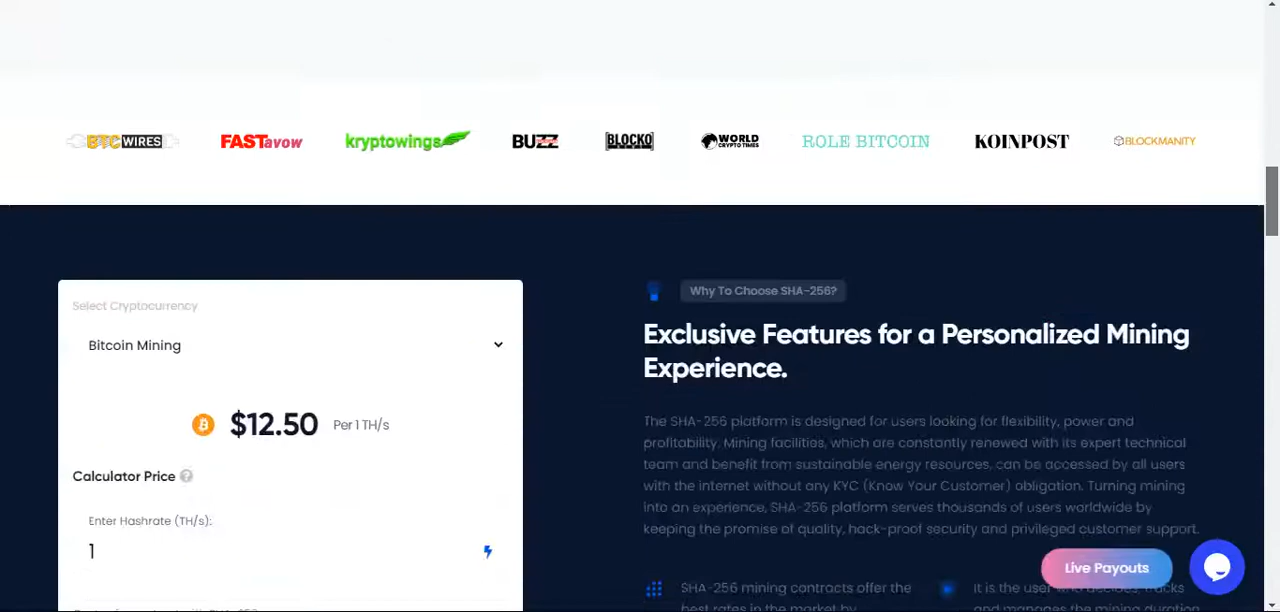 BTC WIRES FASTavow kryptowings BUZZ BLOCKO WORLD CRYPTO TIMES ROLE BITCOIN KOINPOST BLOCKMANITY
Select Cryptocurrency
Bitcoin Mining
$12.50 Per 1 TH/s
Calculator Price ?
Enter Hashrate (TH/s):
1
Why To Choose SHA-256?
Exclusive Features for a Personalized Mining
Experience.
The SHA-256 platform is designed for users looking for flexibility, power and
profitability. Mining facilities, which are constantly renewed with its expert technical
team and benefit from sustainable energy resources, can be accessed by all users
with the internet without any KYC (Know Your Customer) obligation. Turning mining
into an experience, SHA-256 platform serves thousands of users worldwide by
keeping the promise of quality, hack-proof security and privileged customer support.
Live Payouts
SHA-256 mining contracts offer the
best rates in the market by
It is the user who decides, tracks
and manages the mining duration